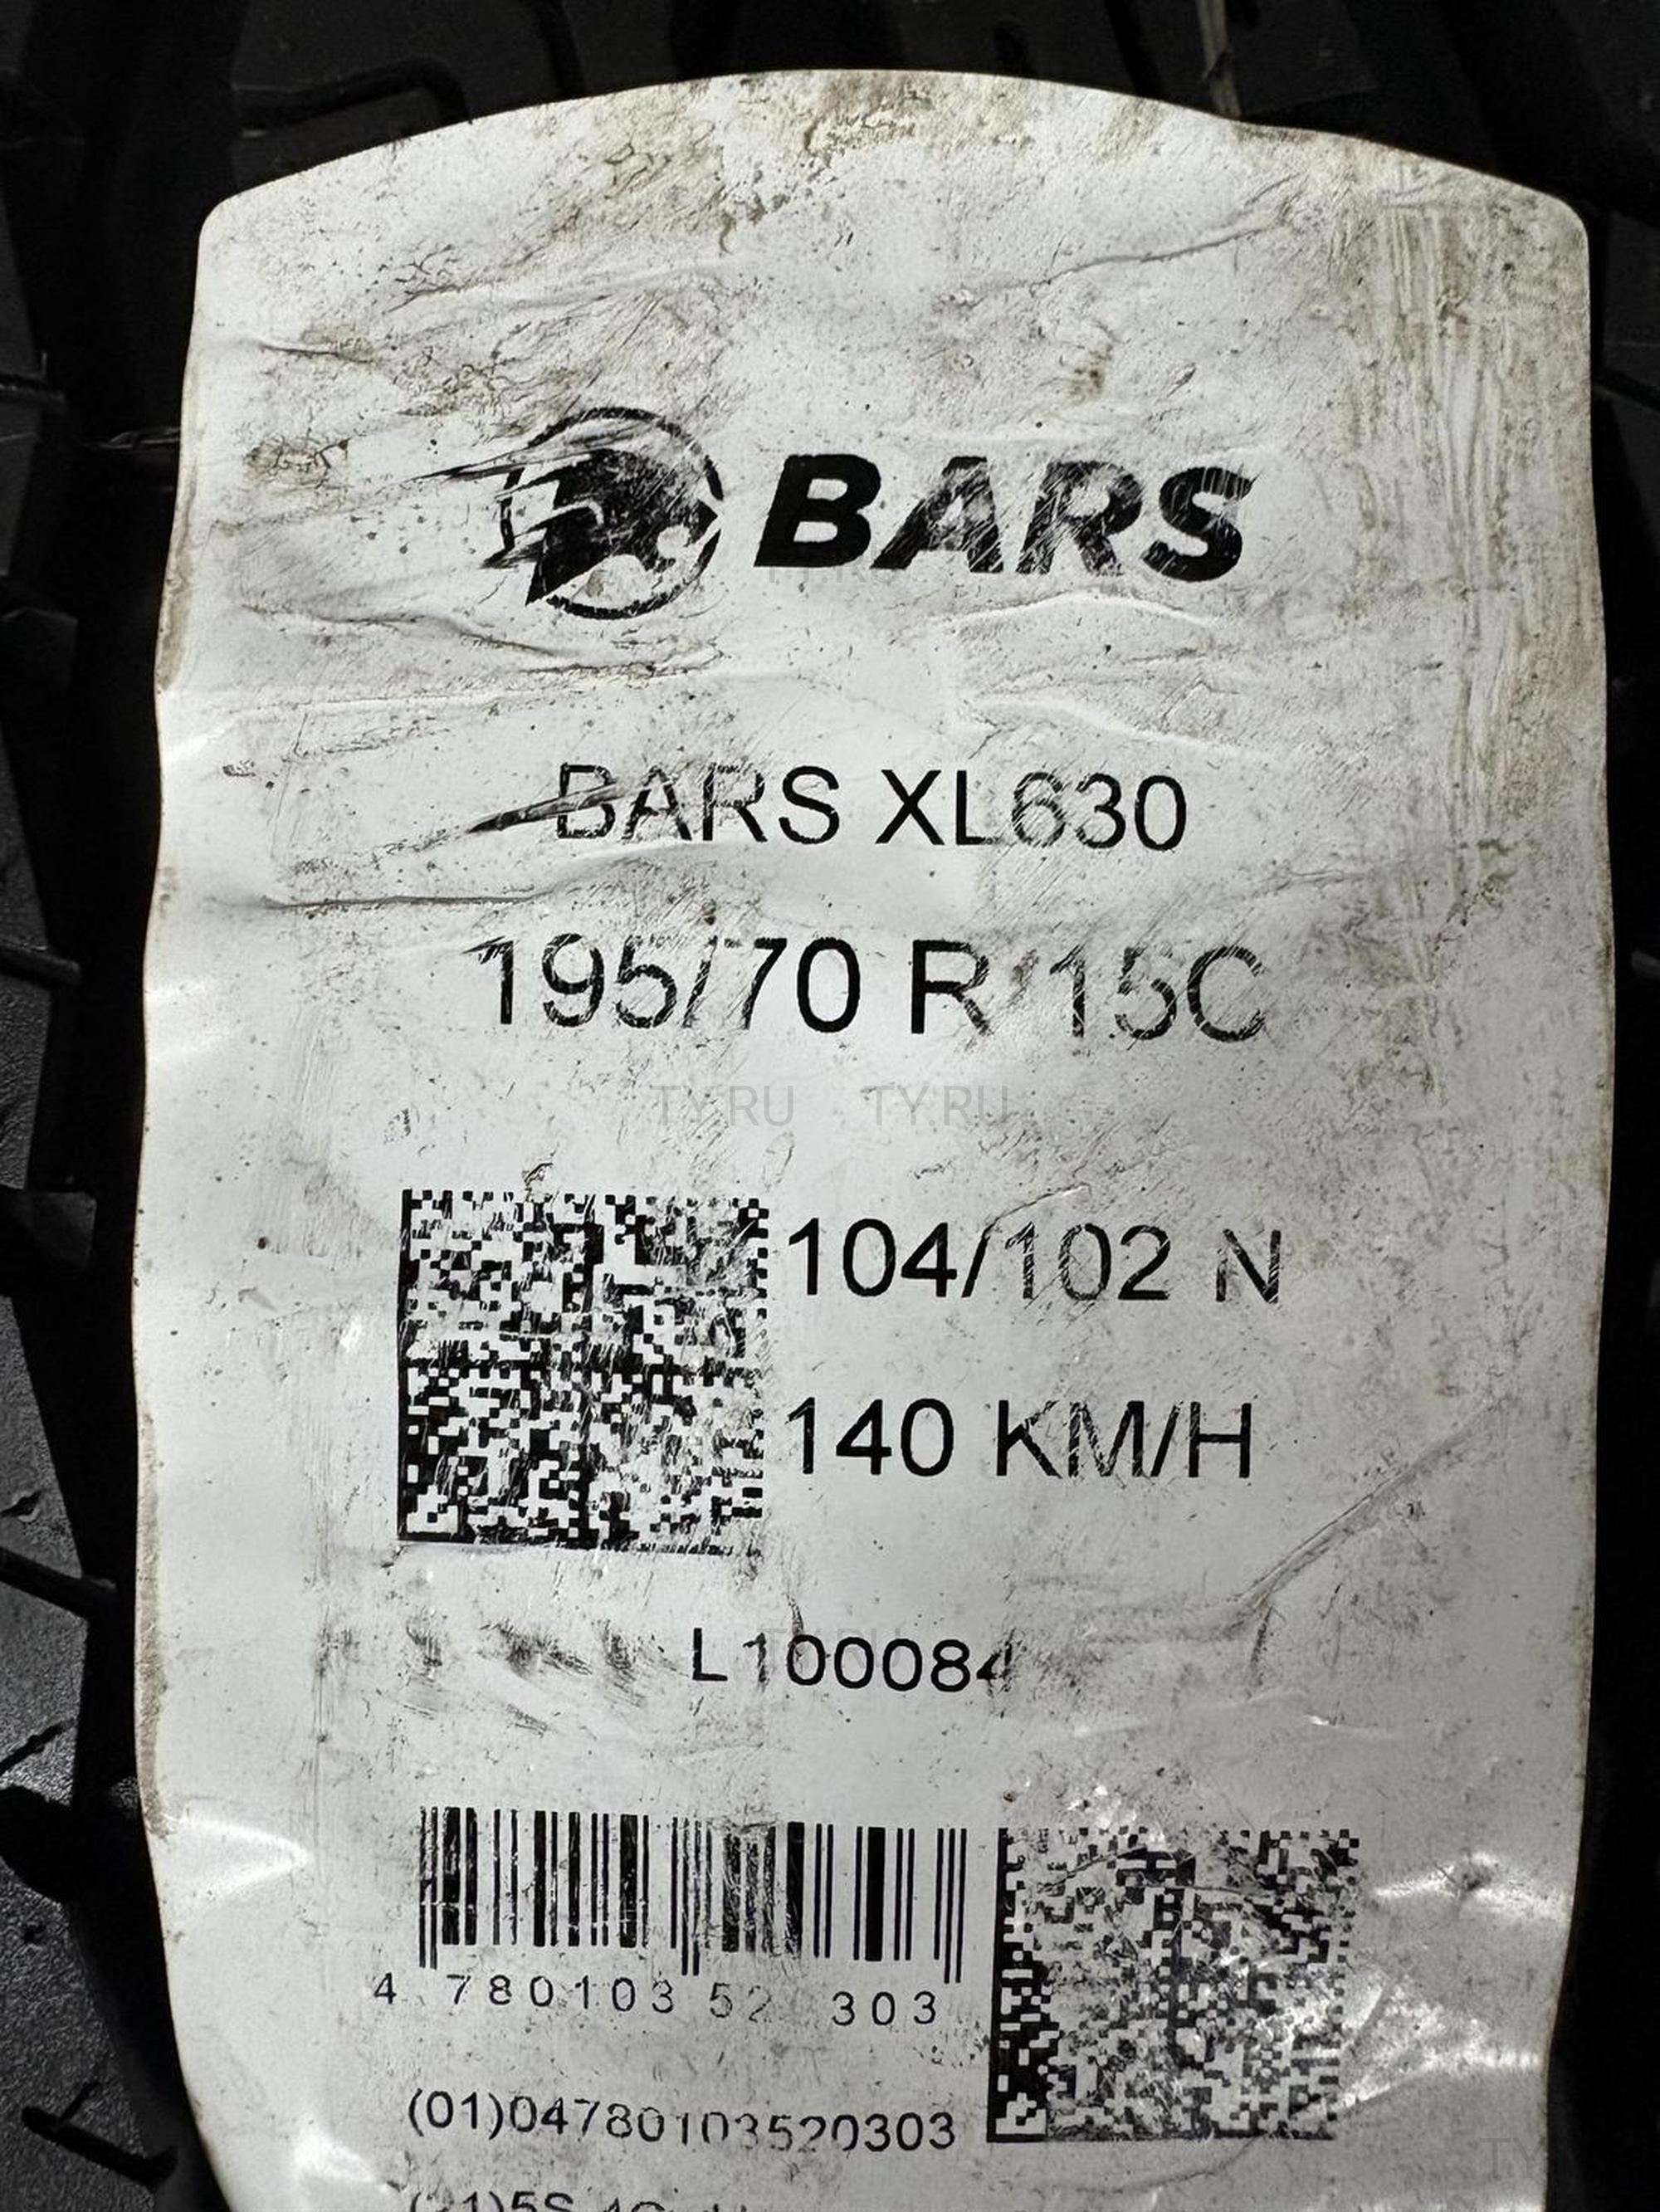 BARS
BARS XL630
195/70 R 15C
TY.RU TY.RU
104/102 N
140 KM/H
L100084
4 780103 52 303
(01)04780103520303